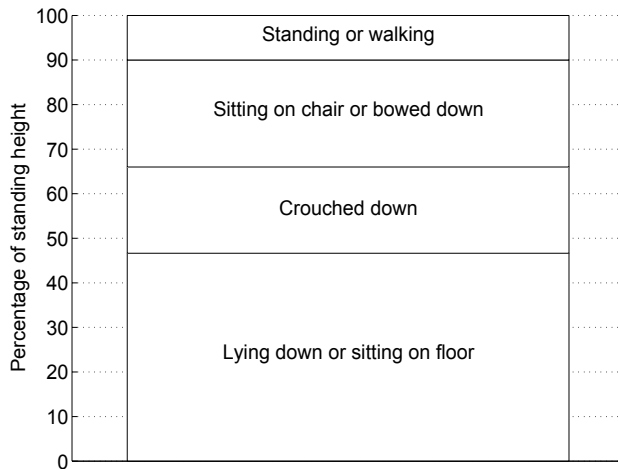 100
Standing or walking
90
80
Sitting on chair or bowed down
70
60
Crouched down
50
40
30
Lying down or sitting on floor
20
10
0
Percentage of standing height